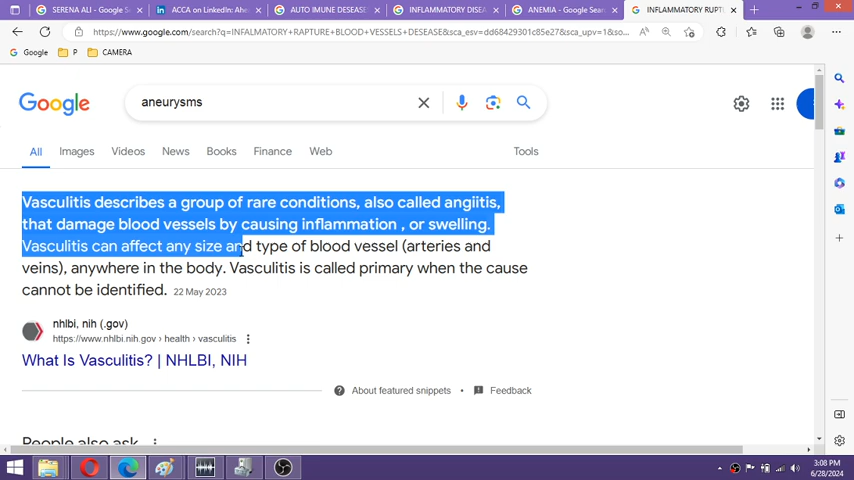 SERENA ALI - Google S
ACCA on LinkedIn: Ahe
AUTO IMUNE DESEASE
INFLAMMATORY DISEA
ANEMIA - Google Sear
INFLAMMATORY RUPTU
https://www.google.com/search?q=INFALMATORY+RAPTURE+BLOOD+VESSELS+DESEASE&sca_esv=dd68429301c85e27&sca_upv=1&so...
Google
P
CAMERA
Google
aneurysms
All
Images
Videos
News
Books
Finance
Web
Tools
Vasculitis describes a group of rare conditions, also called angiitis,
that damage blood vessels by causing inflammation , or swelling.
Vasculitis can affect any size and type of blood vessel (arteries and
veins), anywhere in the body. Vasculitis is called primary when the cause
cannot be identified. 22 May 2023
nhlbi, nih (.gov)
https://www.nhlbi.nih.gov › health › vasculitis
What Is Vasculitis? | NHLBI, NIH
About featured snippets
•
Feedback
People also ask
3:08 PM
6/28/2024